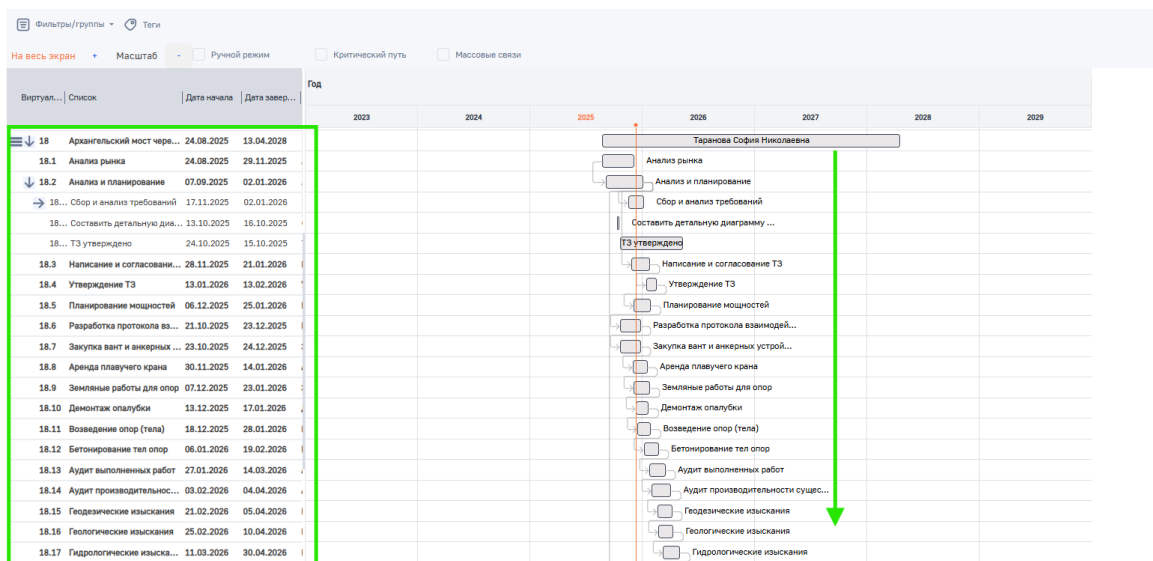 Фильтры/группы Теги
На весь экран + Масштаб - Ручной режим Критический путь Массовые связи
Год
Виртуал... Список Дата начала Дата завер...
2023 2024 2025 2026 2027 2028 2029
18 Архангельский мост чере... 24.08.2025 13.04.2028 Таранова София Николаевна
18.1 Анализ рынка 24.08.2025 29.11.2025 Анализ рынка
18.2 Анализ и планирование 07.09.2025 02.01.2026 Анализ и планирование
18... Сбор и анализ требований 17.11.2025 02.01.2026 Сбор и анализ требований
18... Составить детальную диа... 13.10.2025 16.10.2025 Составить детальную диаграмму ...
18... ТЗ утверждено 24.10.2025 15.10.2025 ТЗ утверждено
18.3 Написание и согласовани... 28.11.2025 21.01.2026 Написание и согласование ТЗ
18.4 Утверждение ТЗ 13.01.2026 13.02.2026 Утверждение ТЗ
18.5 Планирование мощностей 06.12.2025 25.01.2026 Планирование мощностей
18.6 Разработка протокола вз... 21.10.2025 23.12.2025 Разработка протокола взаимодей...
18.7 Закупка вант и анкерных ... 23.10.2025 24.12.2025 Закупка вант и анкерных устрой...
18.8 Аренда плавучего крана 30.11.2025 14.01.2026 Аренда плавучего крана
18.9 Земляные работы для опор 07.12.2025 23.01.2026 Земляные работы для опор
18.10 Демонтаж опалубки 13.12.2025 17.01.2026 Демонтаж опалубки
18.11 Возведение опор (тела) 18.12.2025 28.01.2026 Возведение опор (тела)
18.12 Бетонирование тел опор 06.01.2026 19.02.2026 Бетонирование тел опор
18.13 Аудит выполненных работ 27.01.2026 14.03.2026 Аудит выполненных работ
18.14 Аудит производительнос... 03.02.2026 04.04.2026 Аудит производительности сущес...
18.15 Геодезические изыскания 21.02.2026 05.04.2026 Геодезические изыскания
18.16 Геологические изыскания 25.02.2026 10.04.2026 Геологические изыскания
18.17 Гидрологические изыска... 11.03.2026 30.04.2026 Гидрологические изыскания